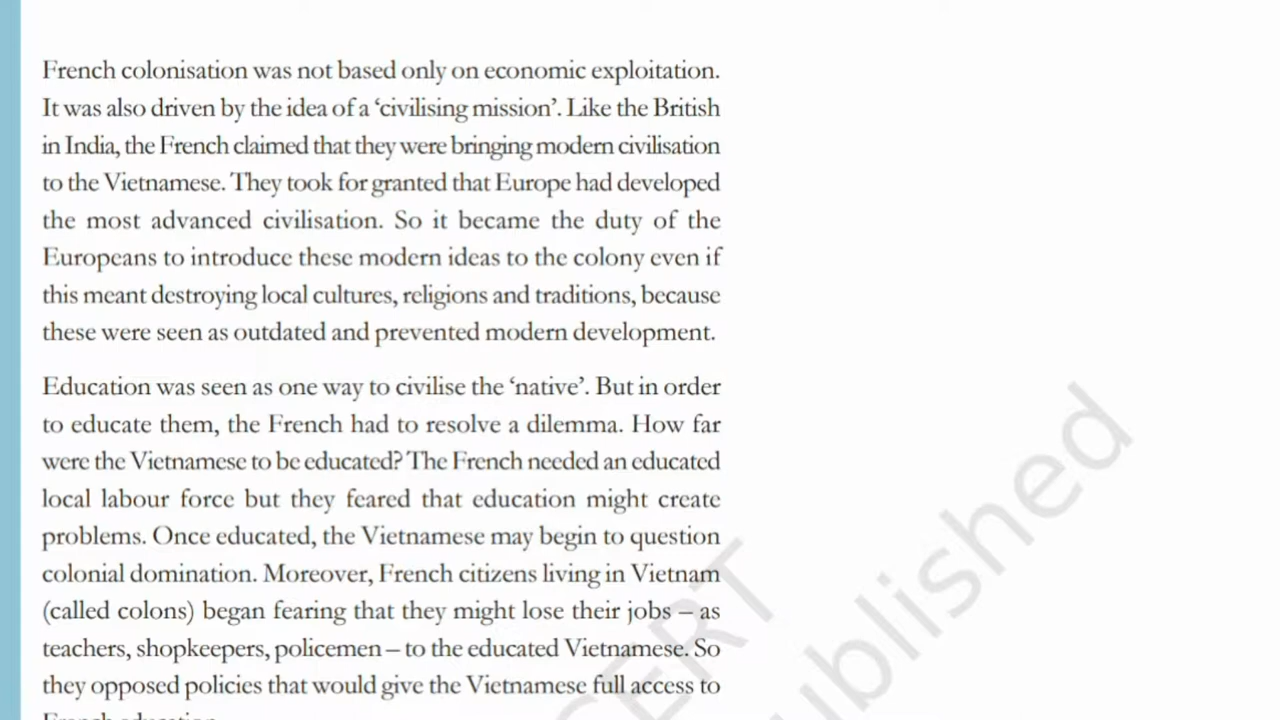 French colonisation was not based only on economic exploitation.
It was also driven by the idea of a ‘civilising mission’. Like the British
in India, the French claimed that they were bringing modern civilisation
to the Vietnamese. They took for granted that Europe had developed
the most advanced civilisation. So it became the duty of the
Europeans to introduce these modern ideas to the colony even if
this meant destroying local cultures, religions and traditions, because
these were seen as outdated and prevented modern development.
Education was seen as one way to civilise the ‘native’. But in order
to educate them, the French had to resolve a dilemma. How far
were the Vietnamese to be educated? The French needed an educated
local labour force but they feared that education might create
problems. Once educated, the Vietnamese may begin to question
colonial domination. Moreover, French citizens living in Vietnam
(called colons) began fearing that they might lose their jobs – as
teachers, shopkeepers, policemen – to the educated Vietnamese. So
they opposed policies that would give the Vietnamese full access to